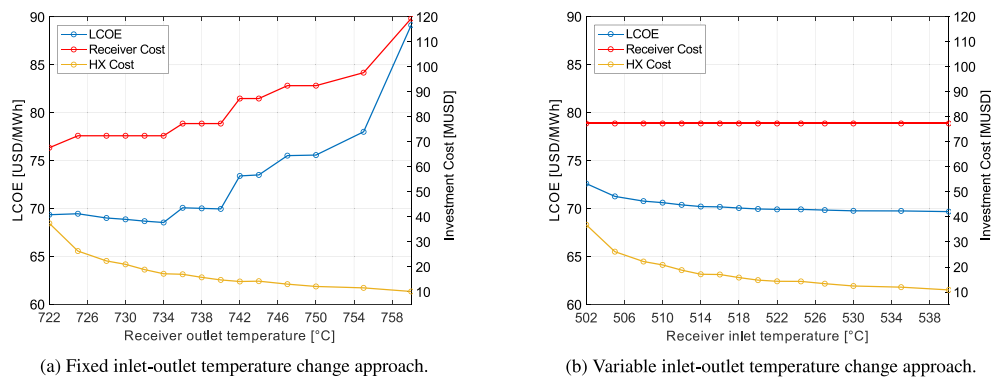 90
85
80
75
70
65
60
LCOE [USD/MWh]
LCOE
Receiver Cost
HX Cost
120
110
100
90
80
70
60
50
40
30
20
10
Investment Cost [MUSD]
722 726 730 734 738 742 746 750 754 758
Receiver outlet temperature [°C]
(a) Fixed inlet-outlet temperature change approach.
90
85
80
75
70
65
60
LCOE [USD/MWh]
LCOE
Receiver Cost
HX Cost
120
110
100
90
80
70
60
50
40
30
20
10
Investment Cost [MUSD]
502 506 510 514 518 522 526 530 534 538
Receiver inlet temperature [°C]
(b) Variable inlet-outlet temperature change approach.